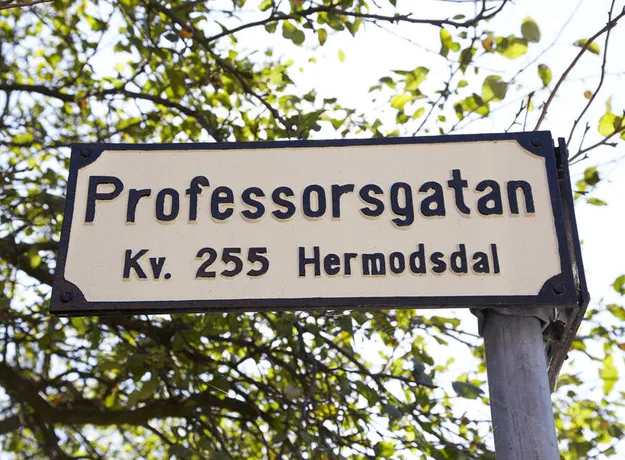 Professorsgatan
Kv. 255 Hermodsdal